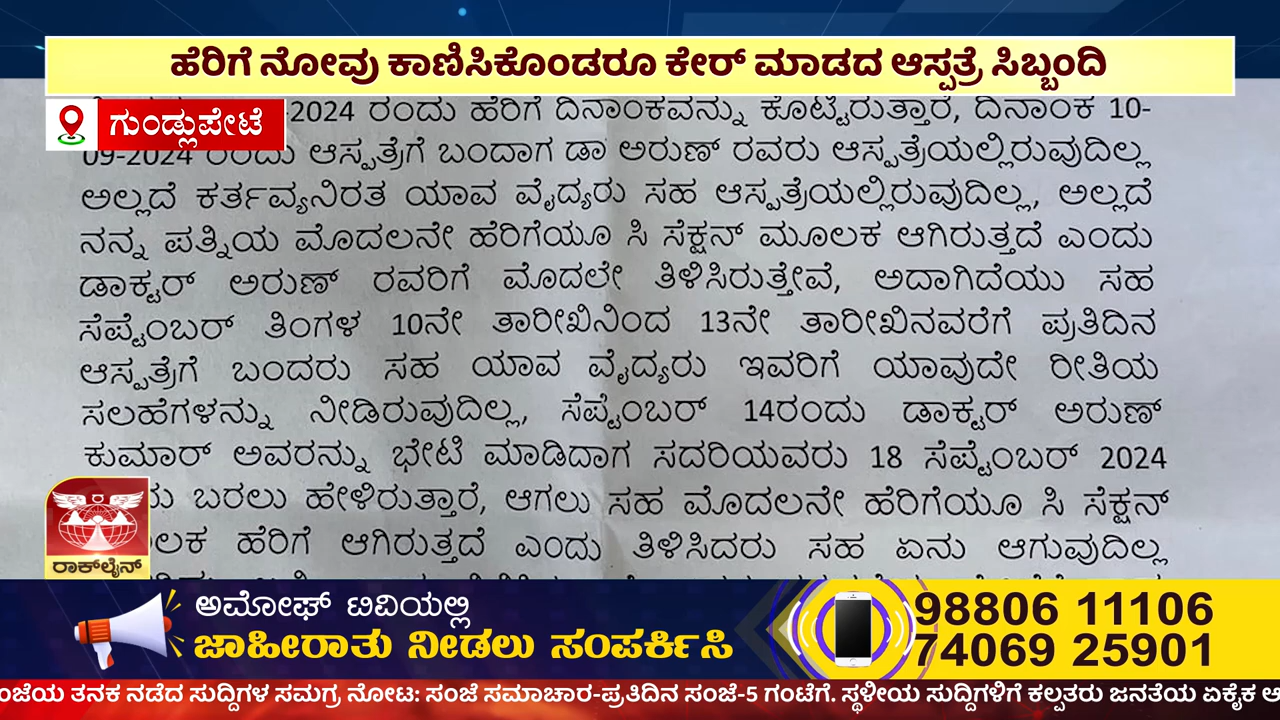 ಹೆರಿಗೆ ನೋವು ಕಾಣಿಸಿಕೊಂಡರೂ ಕೇರ್ ಮಾಡದ ಆಸ್ಪತ್ರೆ ಸಿಬ್ಬಂದಿ
ಗುಂಡ್ಲುಪೇಟೆ
-2024 ರಂದು ಹೆರಿಗೆ ದಿನಾಂಕವನ್ನು ಕೊಟ್ಟಿರುತ್ತಾರೆ, ದಿನಾಂಕ 10-
09-2024 ರಂದು ಆಸ್ಪತ್ರೆಗೆ ಬಂದಾಗ ಡಾ ಅರುಣ್ ರವರು ಆಸ್ಪತ್ರೆಯಲ್ಲಿರುವುದಿಲ್ಲ
ಅಲ್ಲದೆ ಕರ್ತವ್ಯನಿರತ ಯಾವ ವೈದ್ಯರು ಸಹ ಆಸ್ಪತ್ರೆಯಲ್ಲಿರುವುದಿಲ್ಲ, ಅಲ್ಲದೆ
ನನ್ನ ಪತ್ನಿಯ ಮೊದಲನೇ ಹೆರಿಗೆಯೂ ಸಿ ಸೆಕ್ಷನ್ ಮೂಲಕ ಆಗಿರುತ್ತದೆ ಎಂದು
ಡಾಕ್ಟರ್ ಅರುಣ್ ರವರಿಗೆ ಮೊದಲೇ ತಿಳಿಸಿರುತ್ತೇವೆ, ಅದಾಗಿದೆಯು ಸಹ
ಸೆಪ್ಟೆಂಬರ್ ತಿಂಗಳ 10ನೇ ತಾರೀಖಿನಿಂದ 13ನೇ ತಾರೀಖಿನವರೆಗೆ ಪ್ರತಿದಿನ
ಆಸ್ಪತ್ರೆಗೆ ಬಂದರು ಸಹ ಯಾವ ವೈದ್ಯರು ಇವರಿಗೆ ಯಾವುದೇ ರೀತಿಯ
ಸಲಹೆಗಳನ್ನು ನೀಡಿರುವುದಿಲ್ಲ, ಸೆಪ್ಟೆಂಬರ್ 14ರಂದು ಡಾಕ್ಟರ್ ಅರುಣ್
ಕುಮಾರ್ ಅವರನ್ನು ಭೇಟಿ ಮಾಡಿದಾಗ ಸದರಿಯವರು 18 ಸೆಪ್ಟೆಂಬರ್ 2024
ಬರಲು ಹೇಳಿರುತ್ತಾರೆ, ಆಗಲು ಸಹ ಮೊದಲನೇ ಹೆರಿಗೆಯೂ ಸಿ ಸೆಕ್ಷನ್
ಹೆರಿಗೆ ಆಗಿರುತ್ತದೆ ಎಂದು ತಿಳಿಸಿದರು ಸಹ ಏನು ಆಗುವುದಿಲ್ಲ
ರಾಕ್‌ಲೈನ್
ಅಮೋಘ್ ಟಿವಿಯಲ್ಲಿ
ಜಾಹೀರಾತು ನೀಡಲು ಸಂಪರ್ಕಿಸಿ
98806 11106
74069 25901
ತನಕ ನಡೆದ ಸುದ್ದಿಗಳ ಸಮಗ್ರ ನೋಟ: ಸಂಜೆ ಸಮಾಚಾರ-ಪ್ರತಿದಿನ ಸಂಜೆ-5 ಗಂಟೆಗೆ. ಸ್ಥಳೀಯ ಸುದ್ದಿಗಳಿಗೆ ಕಲ್ಪತರು ಜನತೆಯ ಏಕೈಕ